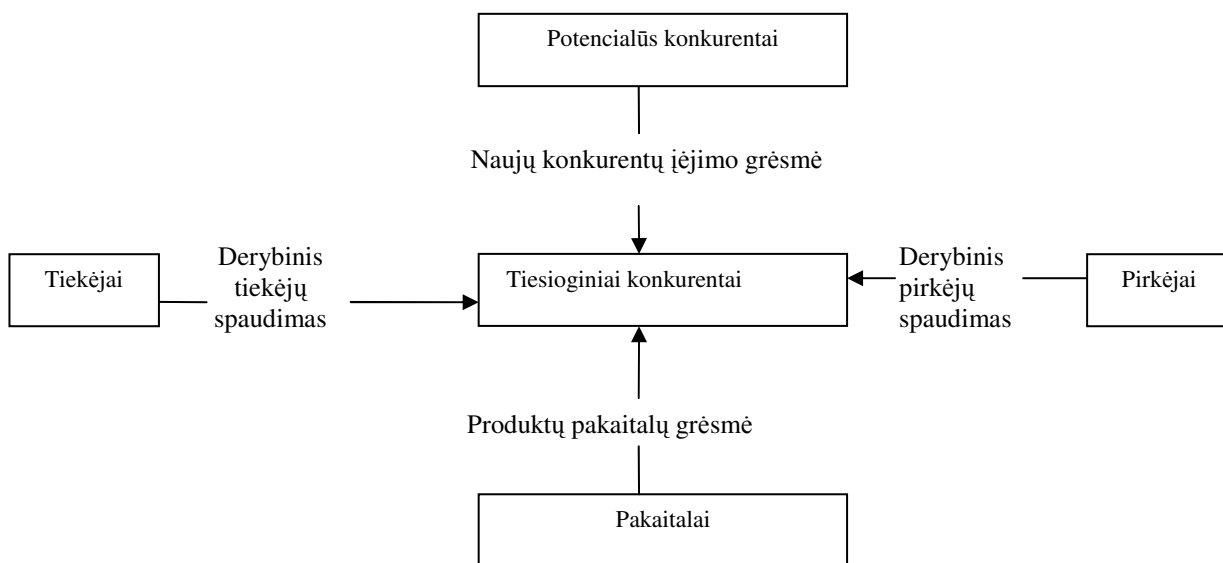 Potencialūs konkurentai
Naujų konkurentų įėjimo grėsmė
Tiekėjai
Derybinis
tiekėjų
spaudimas
Tiesioginiai konkurentai
Derybinis
pirkėjų
spaudimas
Pirkėjai
Produktų pakaitalų grėsmė
Pakaitalai